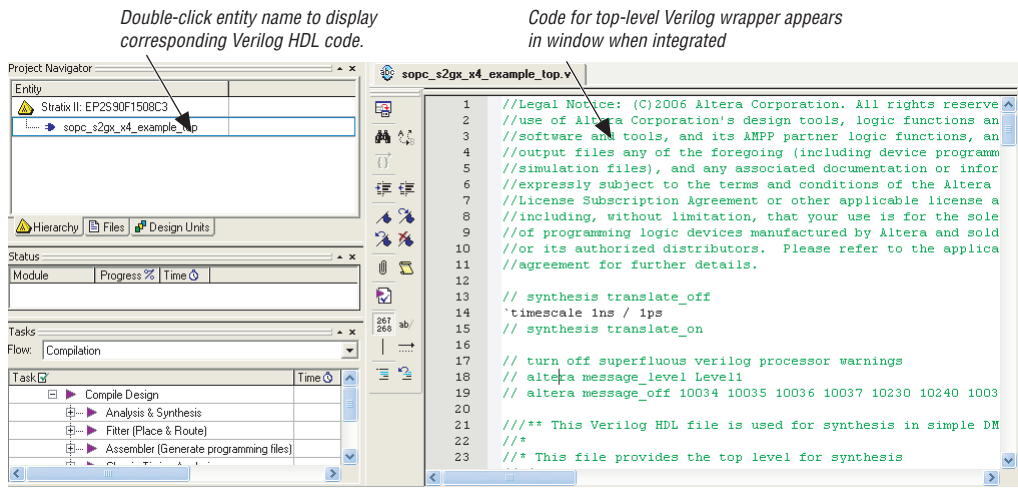 Double-click entity name to display
corresponding Verilog HDL code.
Code for top-level Verilog wrapper appears
in window when integrated
Project Navigator
Entity
Stratix II: EP2S90F1508C3
sopc_s2gx_x4_example_top
Hierarchy Files Design Units
Status
Module Progress % Time
Tasks
Flow: Compilation
Task Time
Compile Design
Analysis & Synthesis
Fitter (Place & Route)
Assembler (Generate programming files)
abc sopc_s2gx_x4_example_top.v
267
268 ab/
1 //Legal Notice: (C)2006 Altera Corporation. All rights reserve
2 //use of Altera Corporation's design tools, logic functions an
3 //software and tools, and its AMPP partner logic functions, an
4 //output files any of the foregoing (including device programm
5 //simulation files), and any associated documentation or infor
6 //expressly subject to the terms and conditions of the Altera
7 //License Subscription Agreement or other applicable license a
8 //including, without limitation, that your use is for the sole
9 //of programming logic devices manufactured by Altera and sold
10 //or its authorized distributors.  Please refer to the applica
11 //agreement for further details.
12
13 // synthesis translate_off
14 `timescale 1ns / 1ps
15 // synthesis translate_on
16
17 // turn off superfluous verilog processor warnings
18 // altera message_level Level1
19 // altera message_off 10034 10035 10036 10037 10230 10240 1003
20
21 ///** This Verilog HDL file is used for synthesis in simple DM
22 //*
23 //* This file provides the top level for synthesis